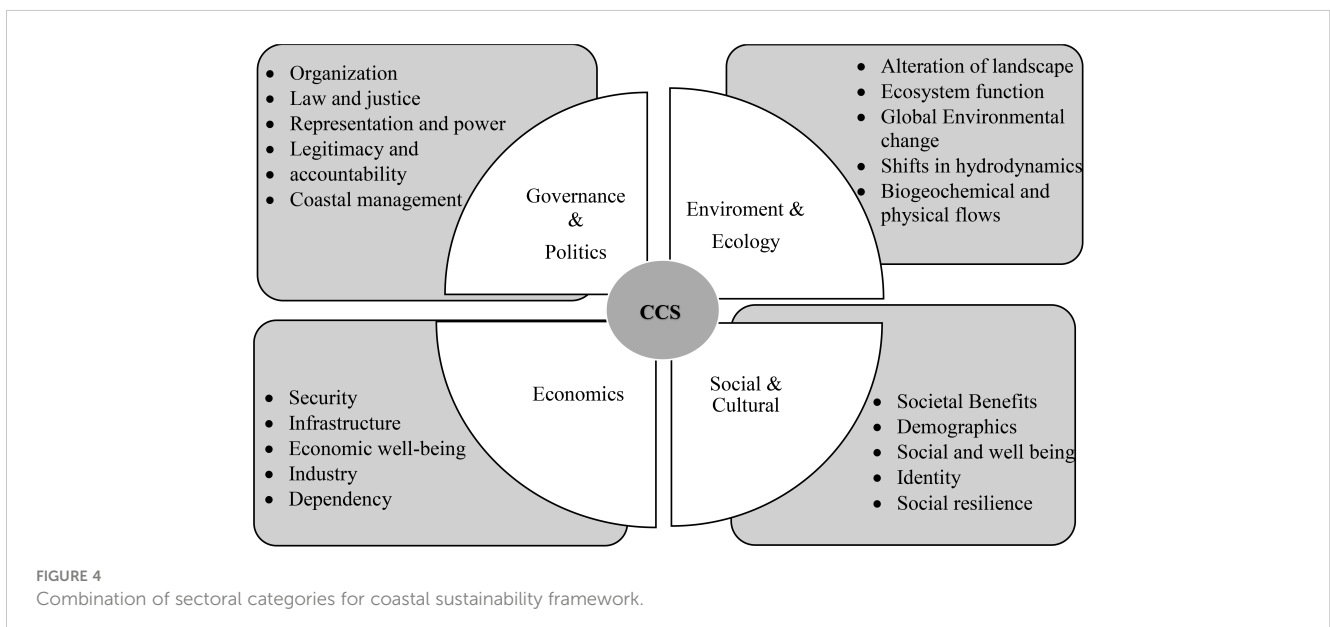 • Organization
• Law and justice
• Representation and power
• Legitimacy and
• accountability
• Coastal management
Governance
&
Politics
• Alteration of landscape
• Ecosystem function
• Global Environmental
change
• Shifts in hydrodynamics
• Biogeochemical and
physical flows
Enviroment &
Ecology
CCS
• Security
• Infrastructure
• Economic well-being
• Industry
• Dependency
Economics
Social &
Cultural
• Societal Benefits
• Demographics
• Social and well being
• Identity
• Social resilience
FIGURE 4
Combination of sectoral categories for coastal sustainability framework.